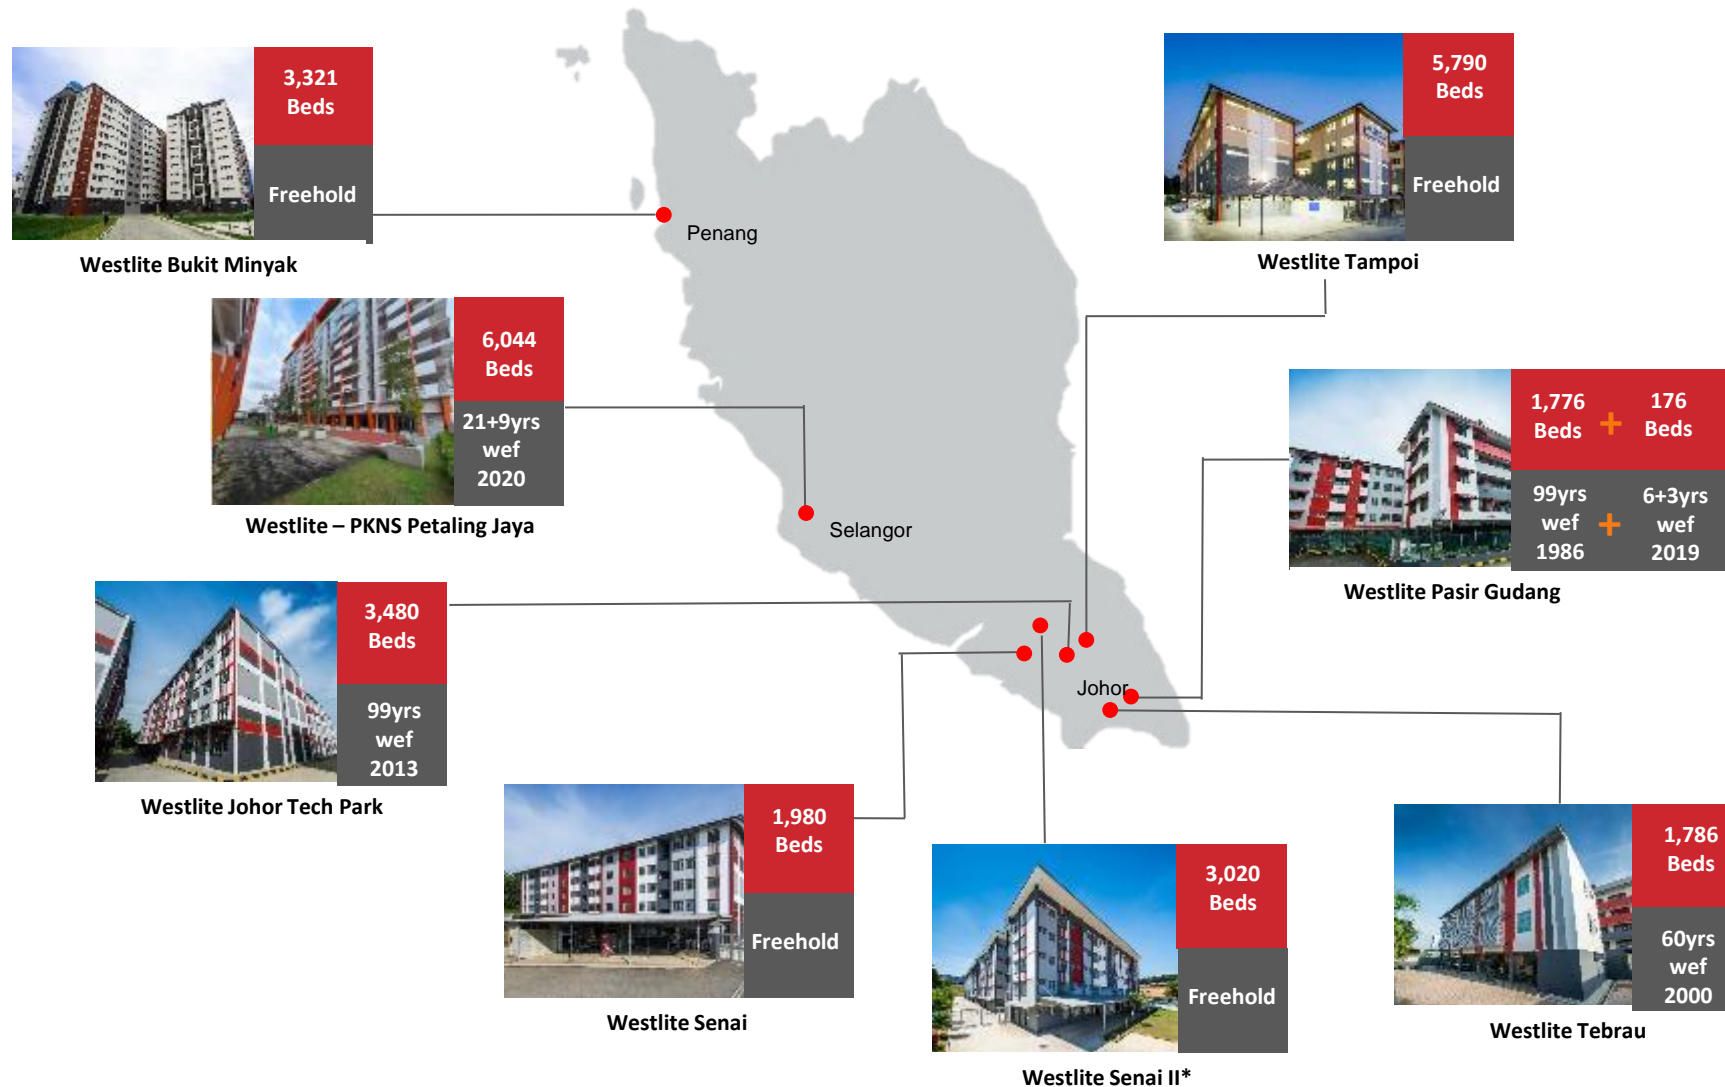 3,321
Beds
Freehold
Westlite Bukit Minyak
5,790
Beds
Freehold
Westlite Tampoi
Penang
6,044
Beds
21+9yrs
wef
2020
Westlite – PKNS Petaling Jaya
Selangor
1,776
Beds
+
176
Beds
99yrs
wef
1986
+
6+3yrs
wef
2019
Westlite Pasir Gudang
3,480
Beds
99yrs
wef
2013
Westlite Johor Tech Park
Johor
1,980
Beds
Freehold
Westlite Senai
3,020
Beds
Freehold
Westlite Senai II*
1,786
Beds
60yrs
wef
2000
Westlite Tebrau